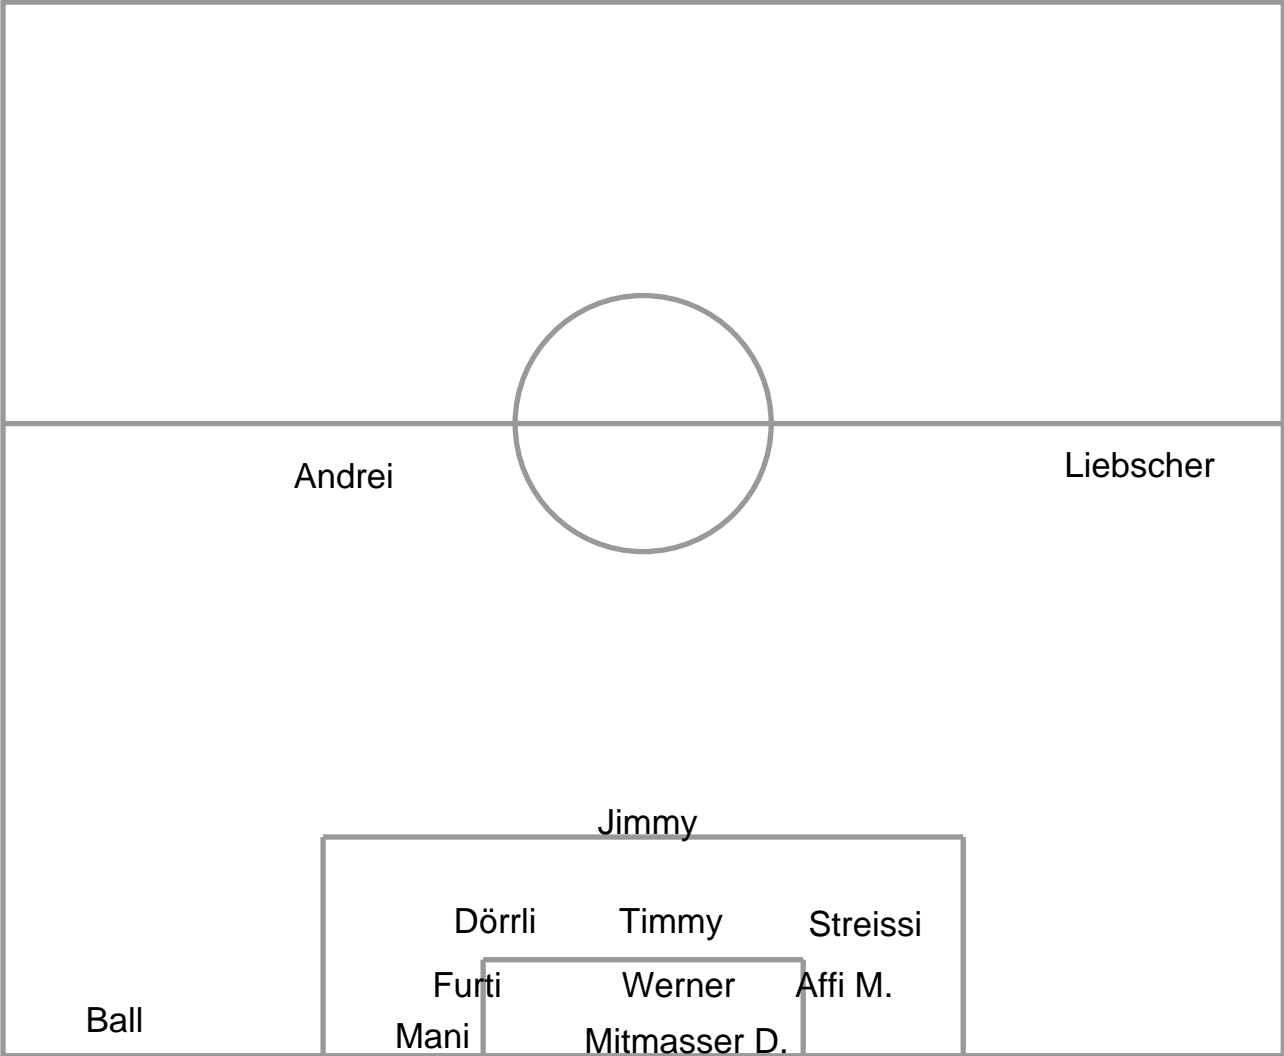 Andrei
Liebscher
Jimmy
Dörrli Timmy Streissi
Furti Werner Affi M.
Ball
Mani Mitmasser D.